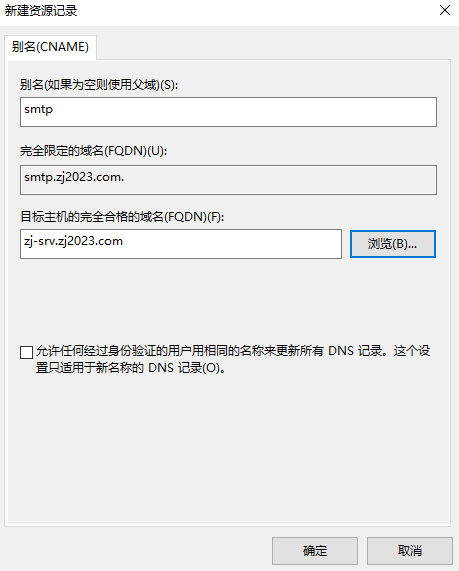 新建资源记录
别名(CNAME)
别名(如果为空则使用父域)(S):
smtp
完全限定的域名(FQDN)(U):
smtp.zj2023.com.
目标主机的完全合格的域名(FQDN)(F):
zj-srv.zj2023.com
浏览(B)...
允许任何经过身份验证的用户用相同的名称来更新所有 DNS 记录。这个设
置只适用于新名称的 DNS 记录(O)。
确定
取消